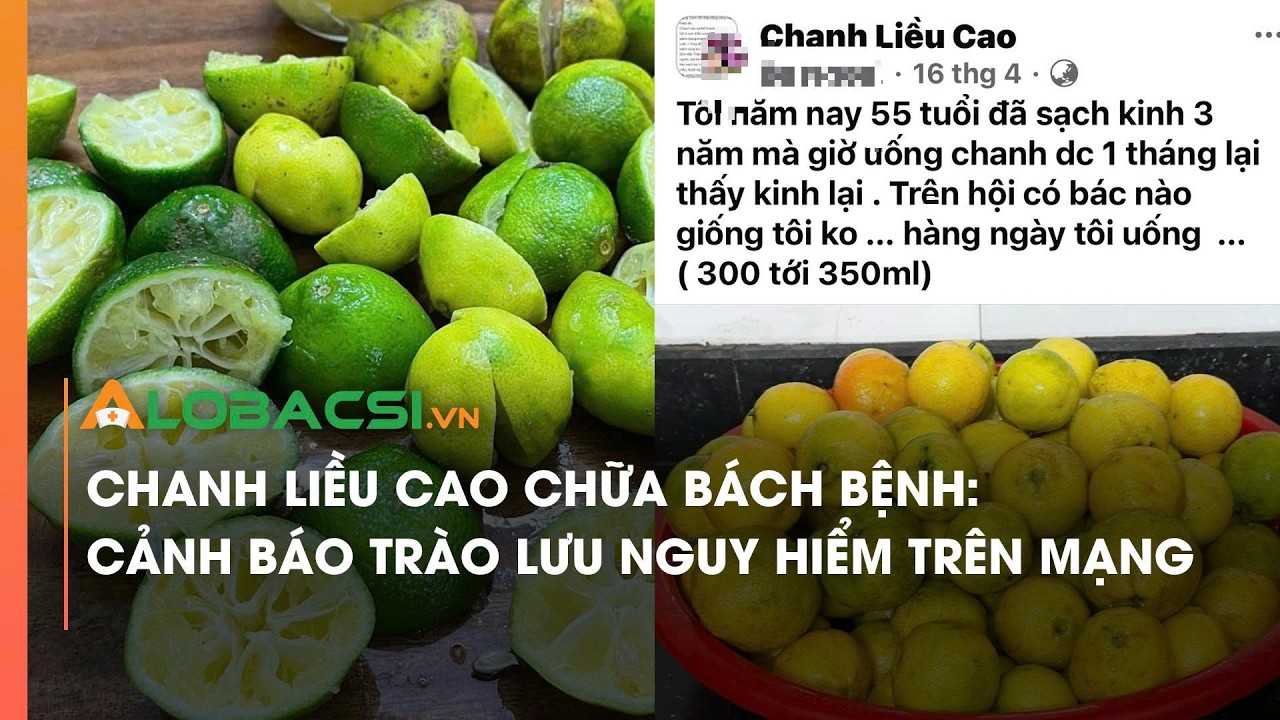 Chanh Liều Cao
· 16 thg 4 ·
Tôi năm nay 55 tuổi đã sạch kinh 3
năm mà giờ uống chanh dc 1 tháng lại
thấy kinh lại . Trên hội có bác nào
giống tôi ko ... hàng ngày tôi uống ...
( 300 tới 350ml)
ALOBACSI.VN
CHANH LIỀU CAO CHỮA BÁCH BỆNH:
CẢNH BÁO TRÀO LƯU NGUY HIỂM TRÊN MẠNG